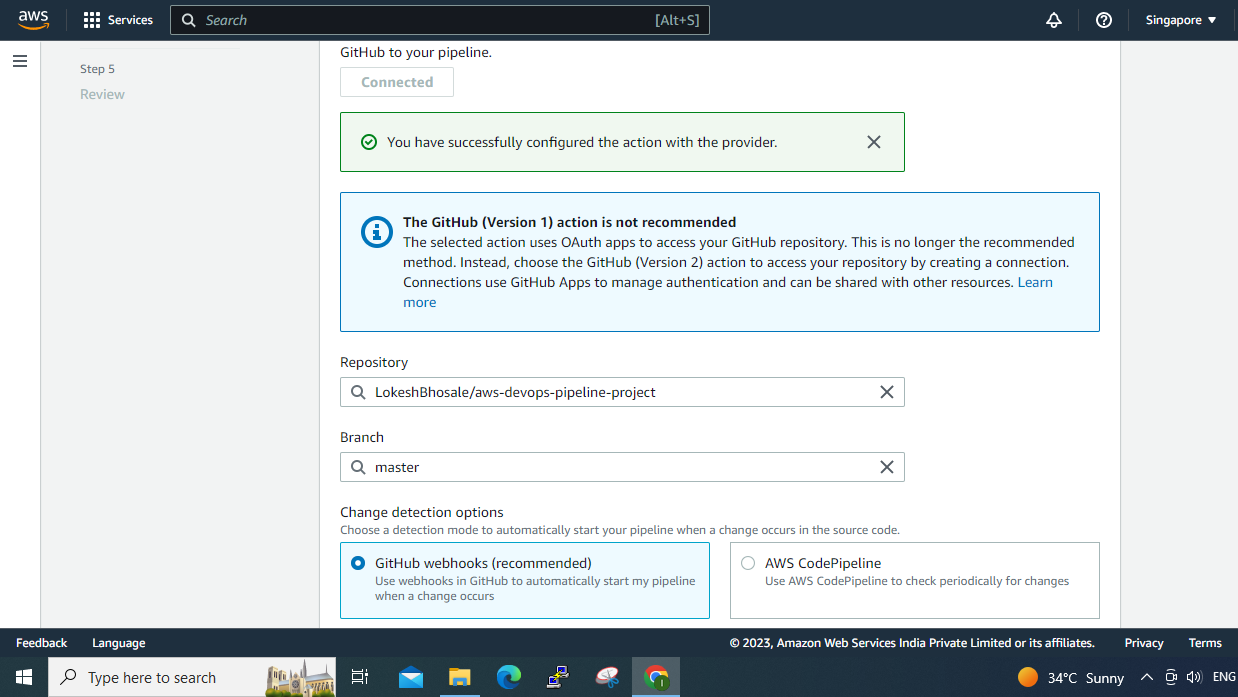 aws
Services
Search
[Alt+S]
Singapore
GitHub to your pipeline.
Step 5
Connected
Review
You have successfully configured the action with the provider.
The GitHub (Version 1) action is not recommended
The selected action uses OAuth apps to access your GitHub repository. This is no longer the recommended
method. Instead, choose the GitHub (Version 2) action to access your repository by creating a connection.
Connections use GitHub Apps to manage authentication and can be shared with other resources. Learn
more
Repository
LokeshBhosale/aws-devops-pipeline-project
Branch
master
Change detection options
Choose a detection mode to automatically start your pipeline when a change occurs in the source code.
GitHub webhooks (recommended)
Use webhooks in GitHub to automatically start my pipeline
when a change occurs
AWS CodePipeline
Use AWS CodePipeline to check periodically for changes
Feedback
Language
© 2023, Amazon Web Services India Private Limited or its affiliates.
Privacy
Terms
Type here to search
34°C Sunny
ENG